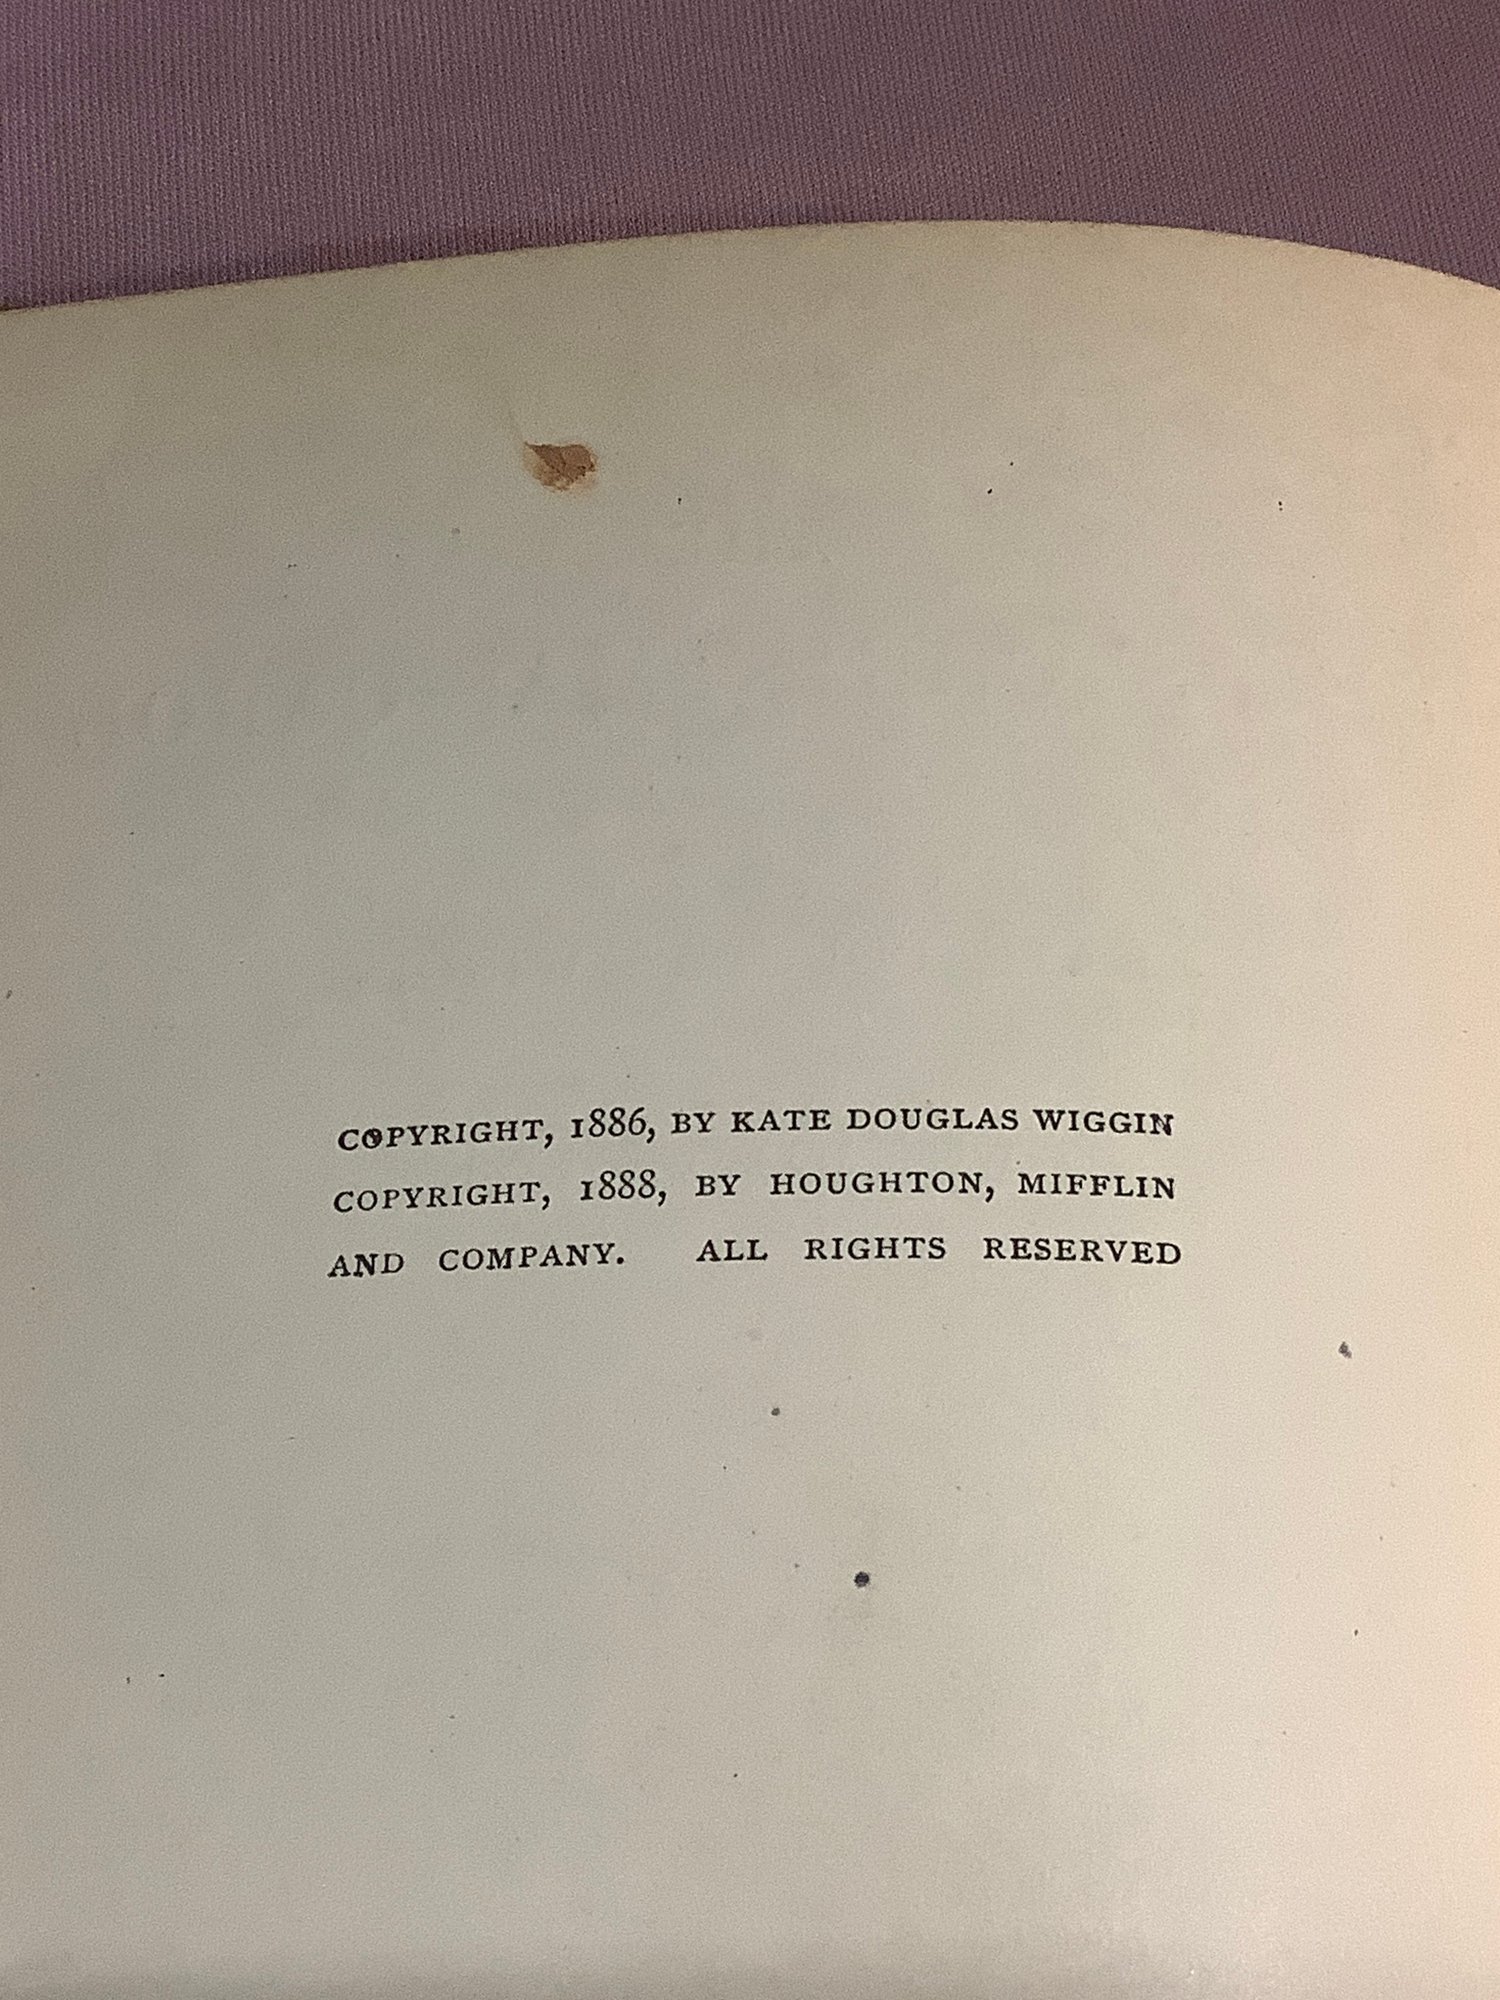 COPYRIGHT, 1886, BY KATE DOUGLAS WIGGIN
COPYRIGHT, 1888, BY HOUGHTON, MIFFLIN
AND COMPANY. ALL RIGHTS RESERVED